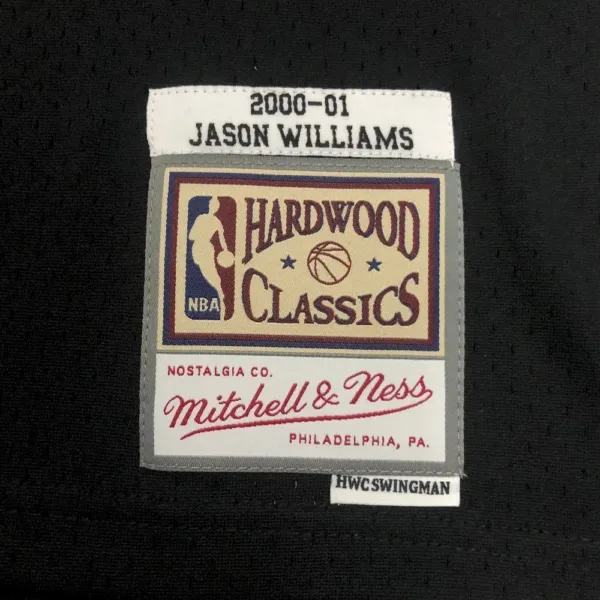 2000-01
JASON WILLIAMS
HARDWOOD
CLASSICS
NBA
NOSTALGIA CO.
Mitchell & Ness
PHILADELPHIA, PA.
HWC SWINGMAN